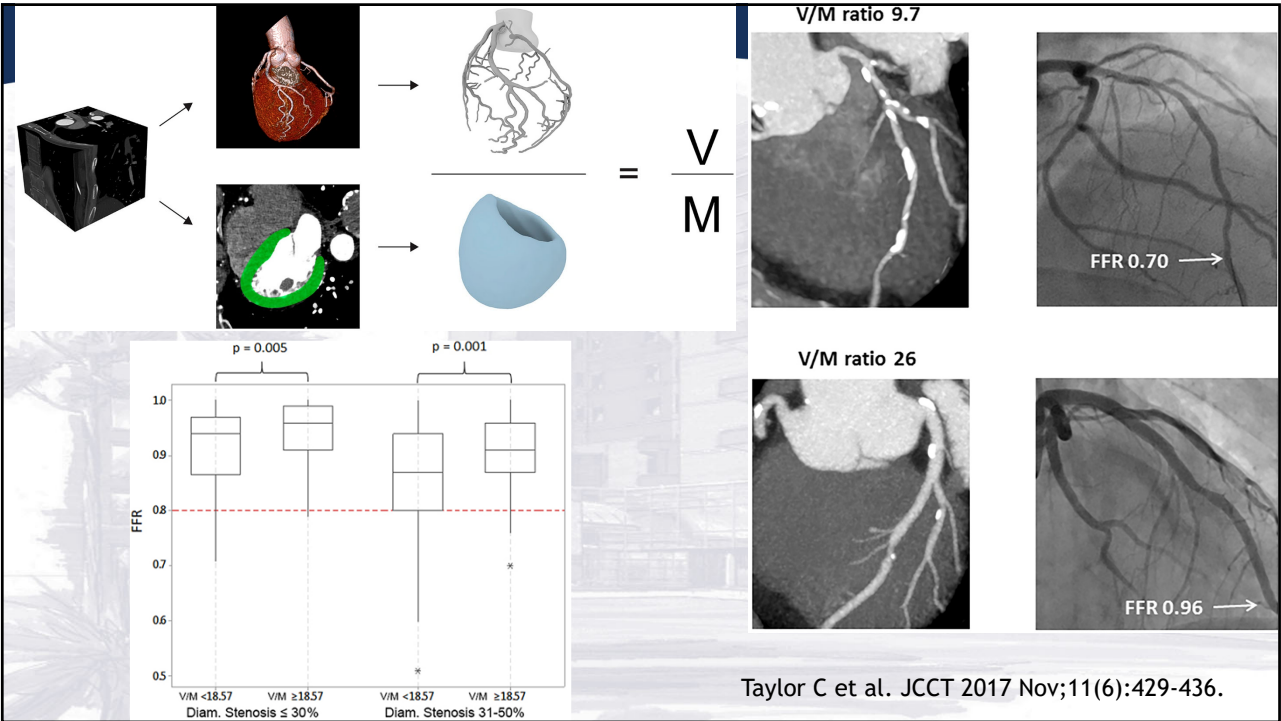 =
V
M
V/M ratio 9.7
FFR 0.70
V/M ratio 26
FFR 0.96
p = 0.005
p = 0.001
FFR
1.0
0.9
0.8
0.7
0.6
0.5
*
*
V/M <18.57
V/M ≥18.57
V/M <18.57
V/M ≥18.57
Diam. Stenosis ≤ 30%
Diam. Stenosis 31-50%
Taylor C et al. JCCT 2017 Nov;11(6):429-436.